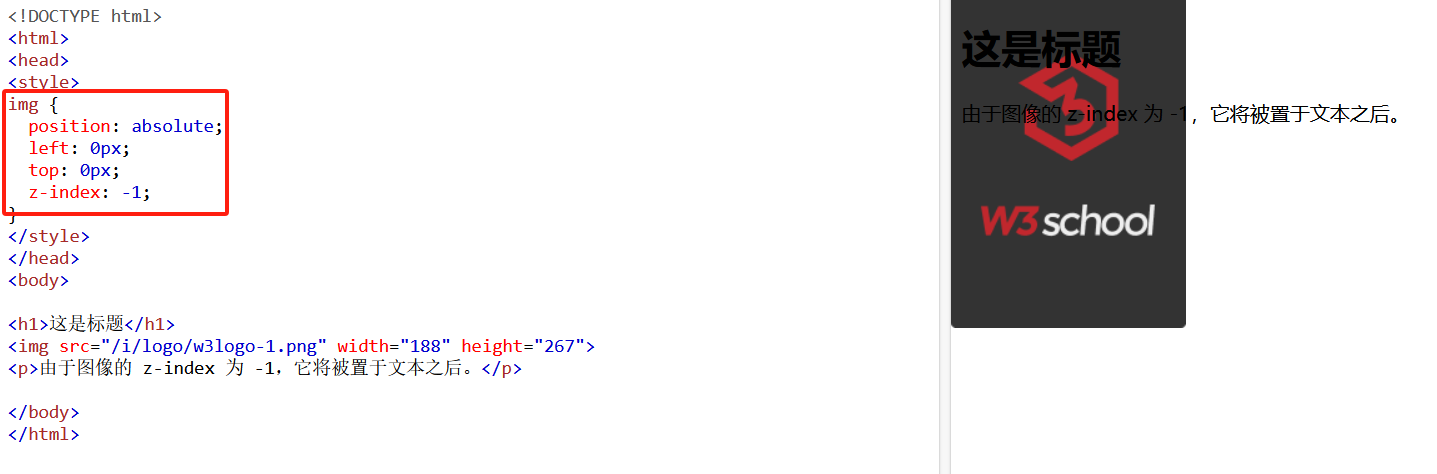 <!DOCTYPE html>
<html>
<head>
<style>
img {
  position: absolute;
  left: 0px;
  top: 0px;
  z-index: -1;
}
</style>
</head>
<body>

<h1>这是标题</h1>
<img src="/i/logo/w3logo-1.png" width="188" height="267">
<p>由于图像的 z-index 为 -1，它将被置于文本之后。</p>

</body>
</html>
这是标题
由于图像的 z-index 为 -1，它将被置于文本之后。
W3school